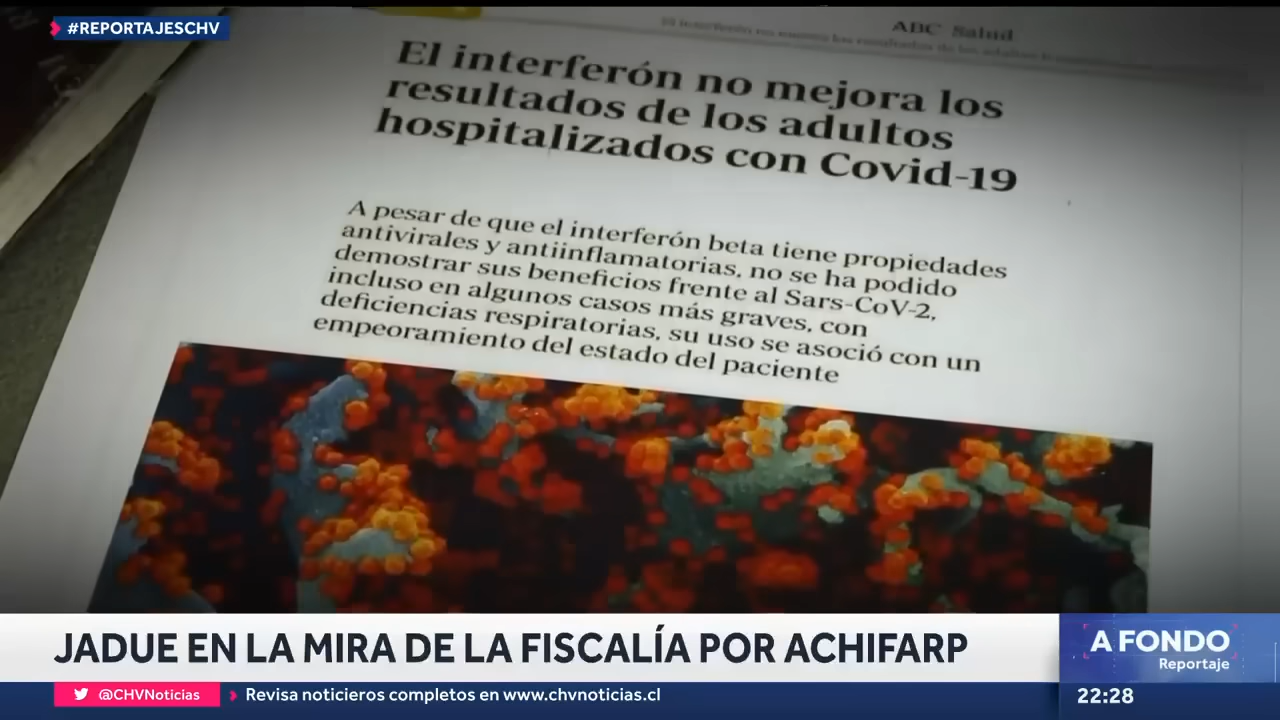 #REPORTAJESCHV
ABC Salud
El interferón no mejora los
resultados de los adultos
hospitalizados con Covid-19
A pesar de que el interferón beta tiene propiedades
antivirales y antiinflamatorias, no se ha podido
demostrar sus beneficios frente al Sars-CoV-2,
incluso en algunos casos más graves, con
deficiencias respiratorias, su uso se asoció con un
empeoramiento del estado del paciente
JADUE EN LA MIRA DE LA FISCALÍA POR ACHIFARP
A FONDO
Reportaje
@CHVNoticias
Revisa noticieros completos en www.chvnoticias.cl
22:28